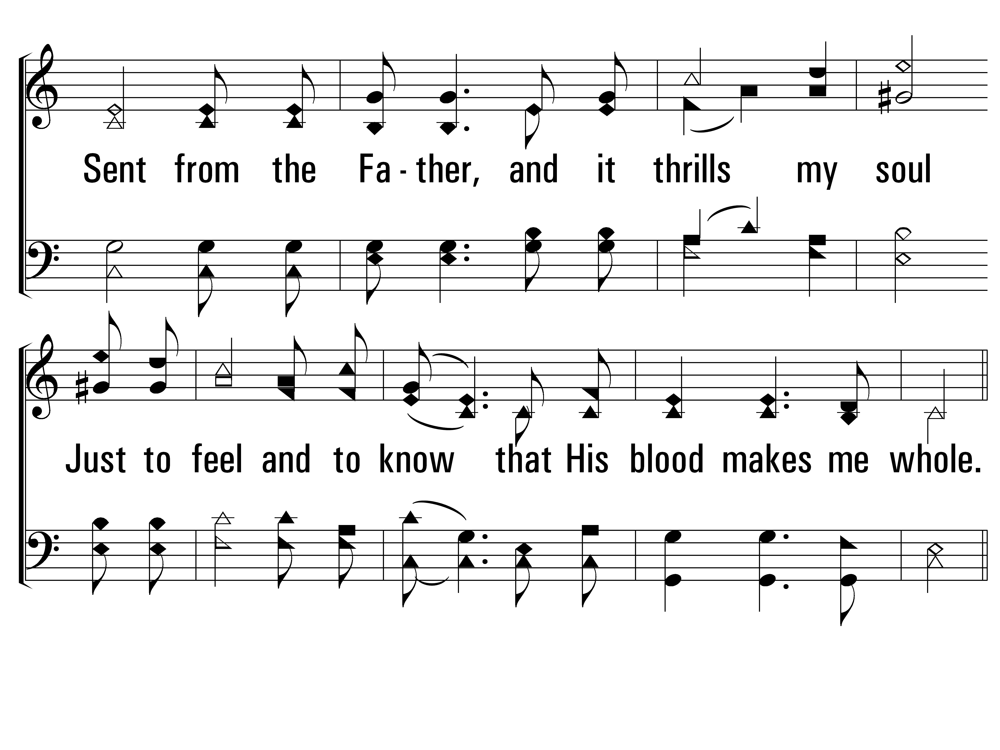 Sent from the Fa - ther, and it thrills my soul
Just to feel and to know that His blood makes me whole.